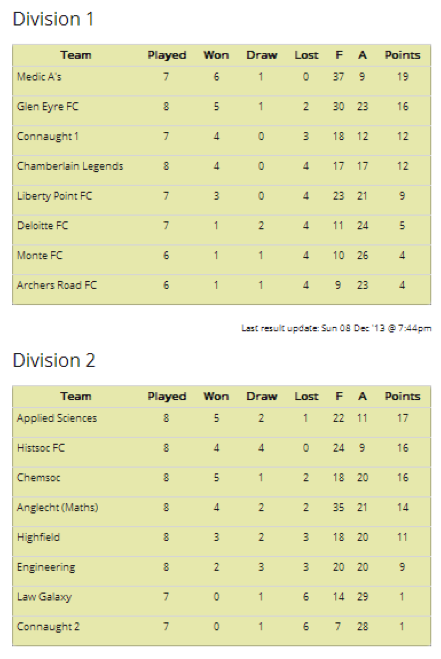 Division 1
Team Played Won Draw Lost F A Points
Medic A's 7 6 1 0 37 9 19
Glen Eyre FC 8 5 1 2 30 23 16
Connaught 1 7 4 0 3 18 12 12
Chamberlain Legends 8 4 0 4 17 17 12
Liberty Point FC 7 3 0 4 23 21 9
Deloitte FC 7 1 2 4 11 24 5
Monte FC 6 1 1 4 10 26 4
Archers Road FC 6 1 1 4 9 23 4
Last result update: Sun 08 Dec '13 @ 7:44pm
Division 2
Team Played Won Draw Lost F A Points
Applied Sciences 8 5 2 1 22 11 17
Histsoc FC 8 4 4 0 24 9 16
Chemsoc 8 5 1 2 18 20 16
Anglecht (Maths) 8 4 2 2 35 21 14
Highfield 8 3 2 3 18 20 11
Engineering 8 2 3 3 20 20 9
Law Galaxy 7 0 1 6 14 29 1
Connaught 2 7 0 1 6 7 28 1